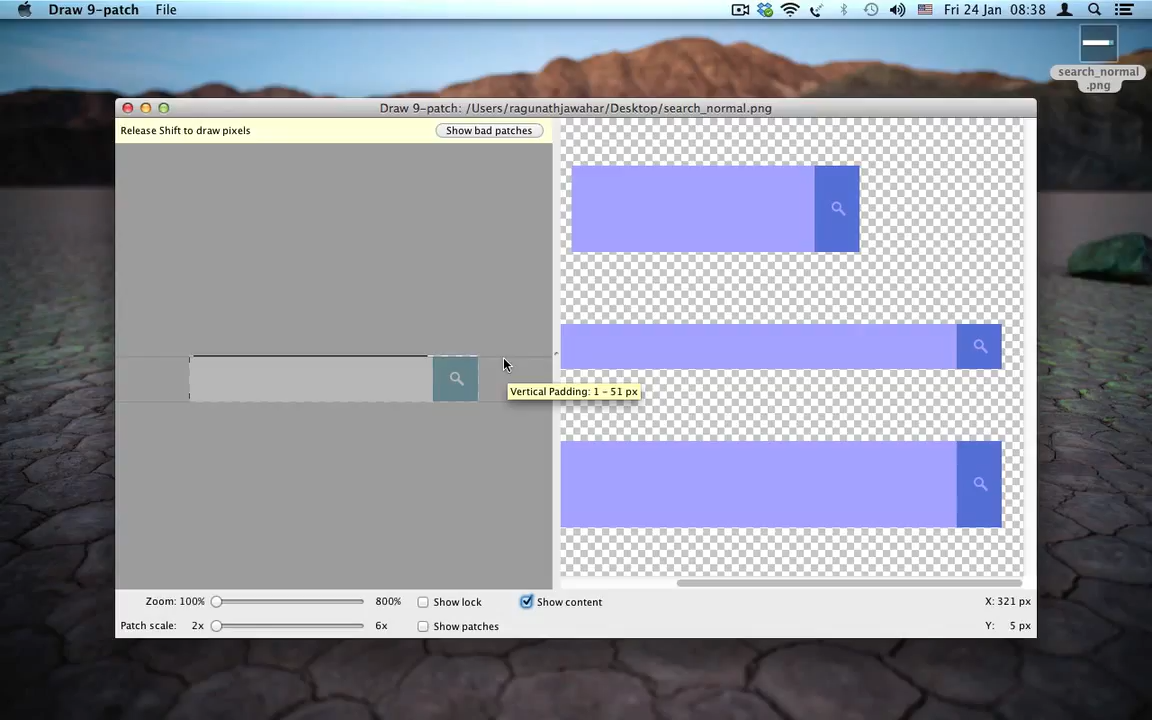 Draw 9-patch File Fri 24 Jan 08:38
search_normal
.png
Draw 9-patch: /Users/ragunathjawahar/Desktop/search_normal.png
Release Shift to draw pixels Show bad patches
Vertical Padding: 1 – 51 px
Zoom: 100% 800% Show lock Show content X: 321 px
Patch scale: 2x 6x Show patches Y: 5 px